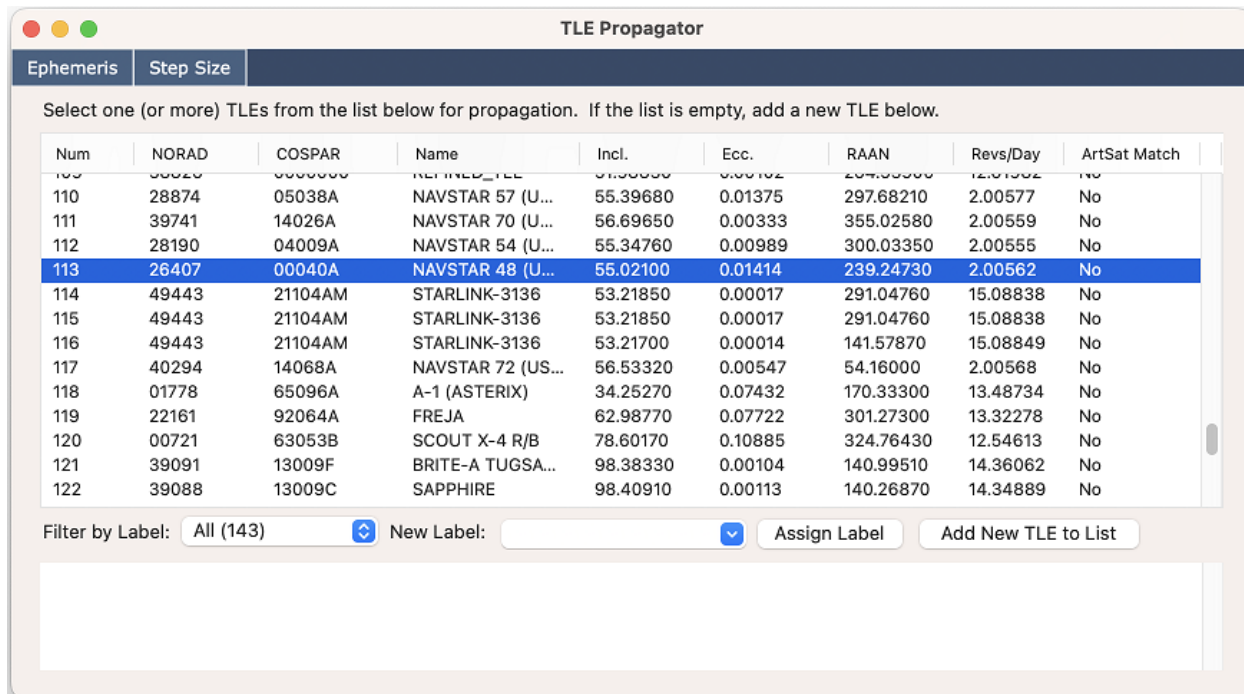 TLE Propagator
Ephemeris Step Size
Select one (or more) TLEs from the list below for propagation. If the list is empty, add a new TLE below.
Num NORAD COSPAR Name Incl. Ecc. RAAN Revs/Day ArtSat Match
110 28874 05038A NAVSTAR 57 (U... 55.39680 0.01375 297.68210 2.00577 No
111 39741 14026A NAVSTAR 70 (U... 56.69650 0.00333 355.02580 2.00559 No
112 28190 04009A NAVSTAR 54 (U... 55.34760 0.00989 300.03350 2.00555 No
113 26407 00040A NAVSTAR 48 (U... 55.02100 0.01414 239.24730 2.00562 No
114 49443 21104AM STARLINK-3136 53.21850 0.00017 291.04760 15.08838 No
115 49443 21104AM STARLINK-3136 53.21850 0.00017 291.04760 15.08838 No
116 49443 21104AM STARLINK-3136 53.21700 0.00014 141.57870 15.08849 No
117 40294 14068A NAVSTAR 72 (US... 56.53320 0.00547 54.16000 2.00568 No
118 01778 65096A A-1 (ASTERIX) 34.25270 0.07432 170.33300 13.48734 No
119 22161 92064A FREJA 62.98770 0.07722 301.27300 13.32278 No
120 00721 63053B SCOUT X-4 R/B 78.60170 0.10885 324.76430 12.54613 No
121 39091 13009F BRITE-A TUGSA... 98.38330 0.00104 140.99510 14.36062 No
122 39088 13009C SAPPHIRE 98.40910 0.00113 140.26870 14.34889 No
Filter by Label: All (143) New Label: Assign Label Add New TLE to List